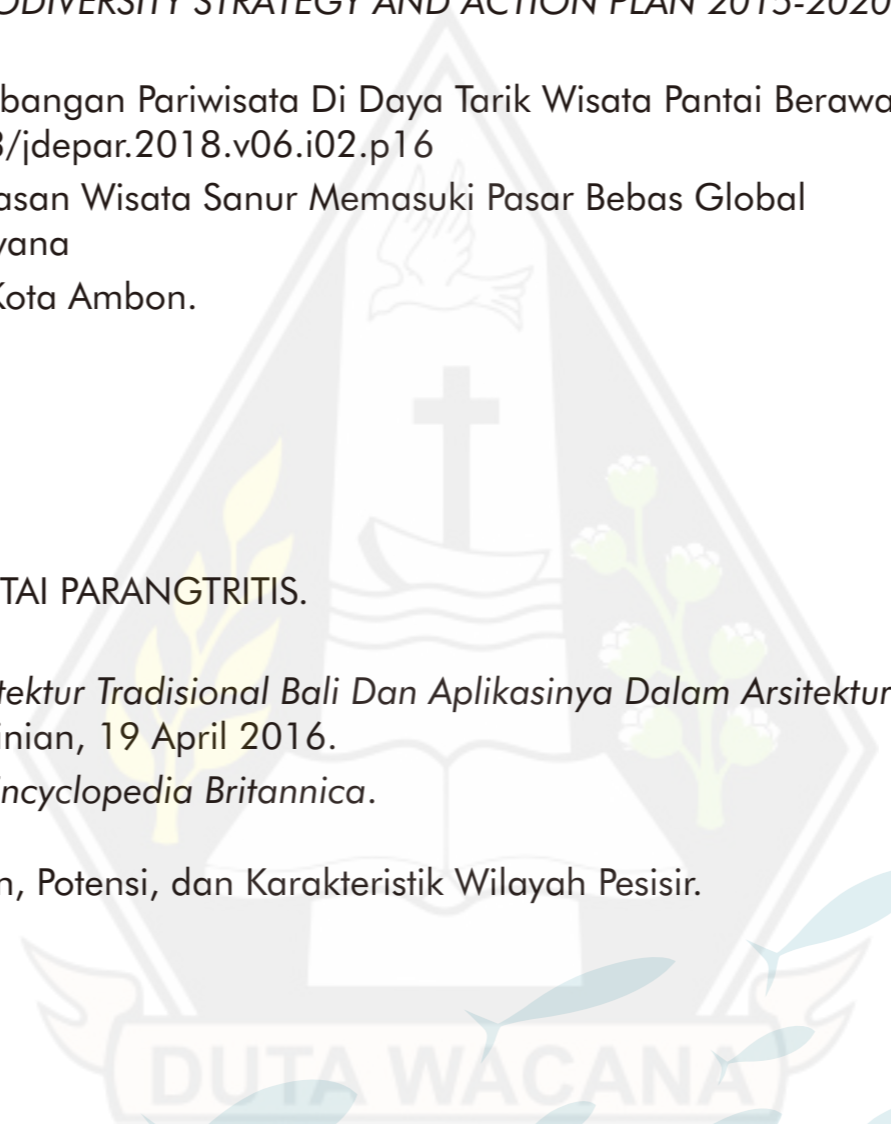 ODIVERSITY STRATEGY AND ACTION PLAN 2015-2020
bangan Pariwisata Di Daya Tarik Wisata Pantai Berawa
/jdepar.2018.v06.i02.p16
asan Wisata Sanur Memasuki Pasar Bebas Global
yana
Kota Ambon.
TAI PARANGTRITIS.
tektur Tradisional Bali Dan Aplikasinya Dalam Arsitektur
inian, 19 April 2016.
ncyclopedia Britannica.
n, Potensi, dan Karakteristik Wilayah Pesisir.
DUTA WACANA